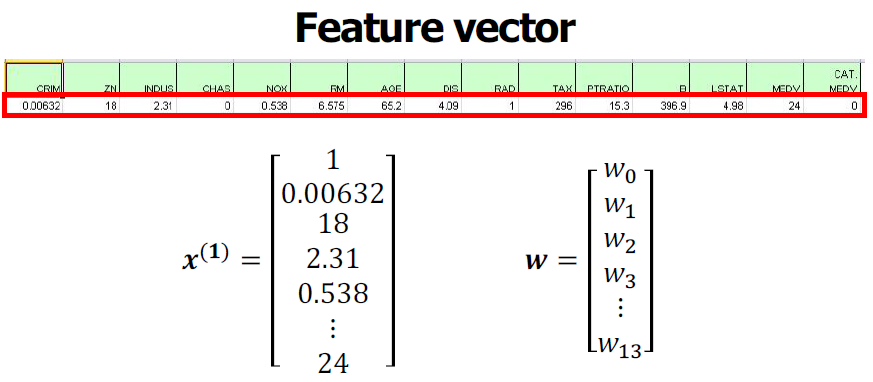 Feature vector
CAT.
CRIM ZN INDUS CHAS NOX RM AGE DIS RAD TAX PTRATIO B LSTAT MEDV MEDV
0.00632 18 2.31 0 0.538 6.575 65.2 4.09 1 296 15.3 396.9 4.98 24 0
1
0.00632
18
x⁽¹⁾ = 2.31
0.538
⋮
24
w₀
w₁
w = w₂
w₃
⋮
w₁₃